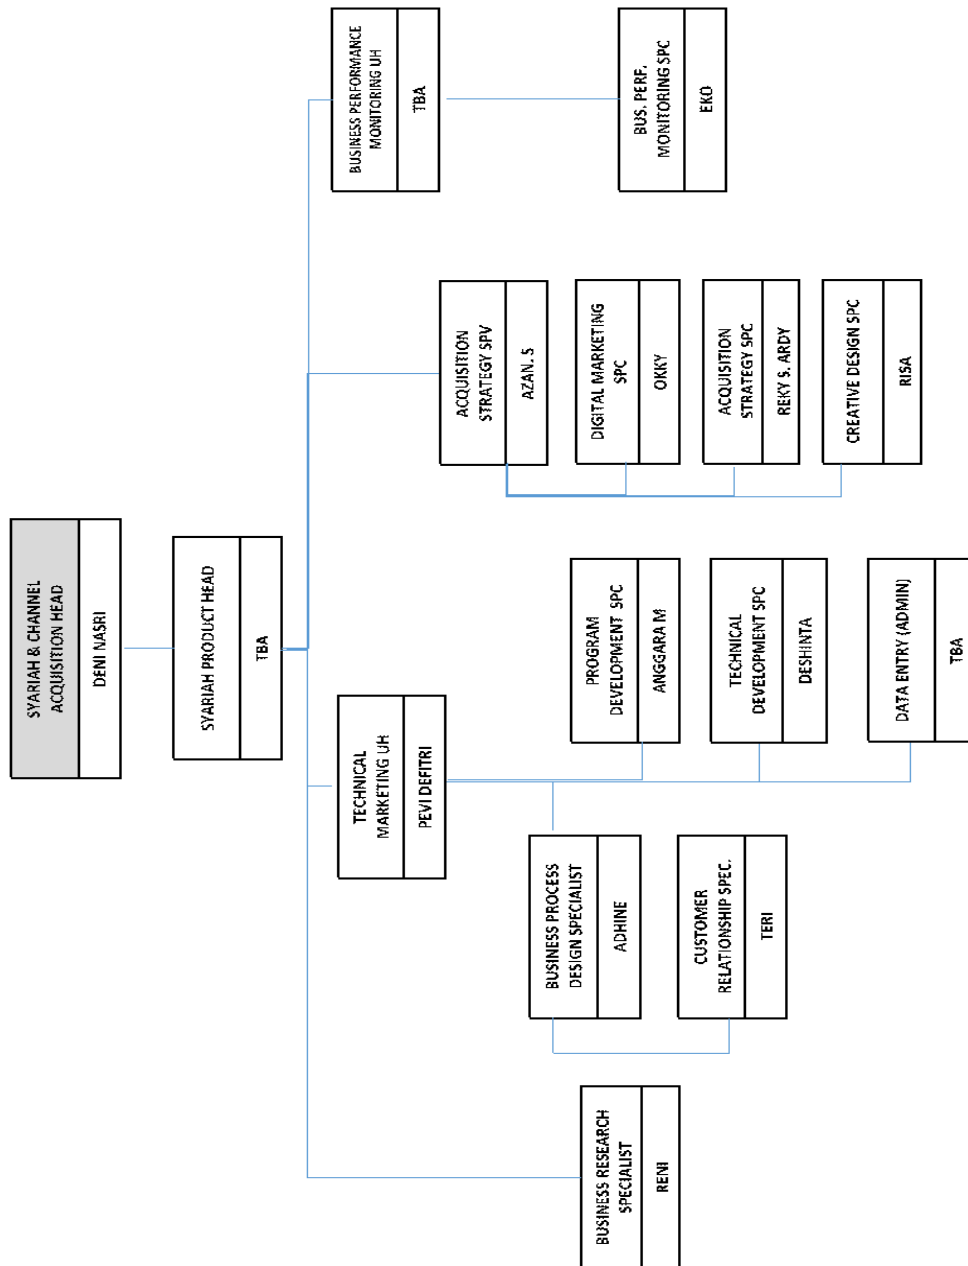 SYARIAH & CHANNEL
ACQUISITION HEAD
DENI NASRI
SYARIAH PRODUCT HEAD
TBA
BUSINESS RESEARCH
SPECIALIST
RENI
TECHNICAL
MARKETING UH
PEVI DEFITRI
BUSINESS PROCESS
DESIGN SPECIALIST
ADHINE
CUSTOMER
RELATIONSHIP SPEC.
TERI
PROGRAM
DEVELOPMENT SPC
ANGGARA M
TECHNICAL
DEVELOPMENT SPC
DESHINTA
DATA ENTRY (ADMIN)
TBA
ACQUISITION
STRATEGY SPV
AZAN. S
DIGITAL MARKETING
SPC
OKKY
ACQUISITION
STRATEGY SPC
REKY S. ARDY
CREATIVE DESIGN SPC
RISA
BUSINESS PERFORMANCE
MONITORING UH
TBA
BUS. PERF.
MONITORING SPC
EKO